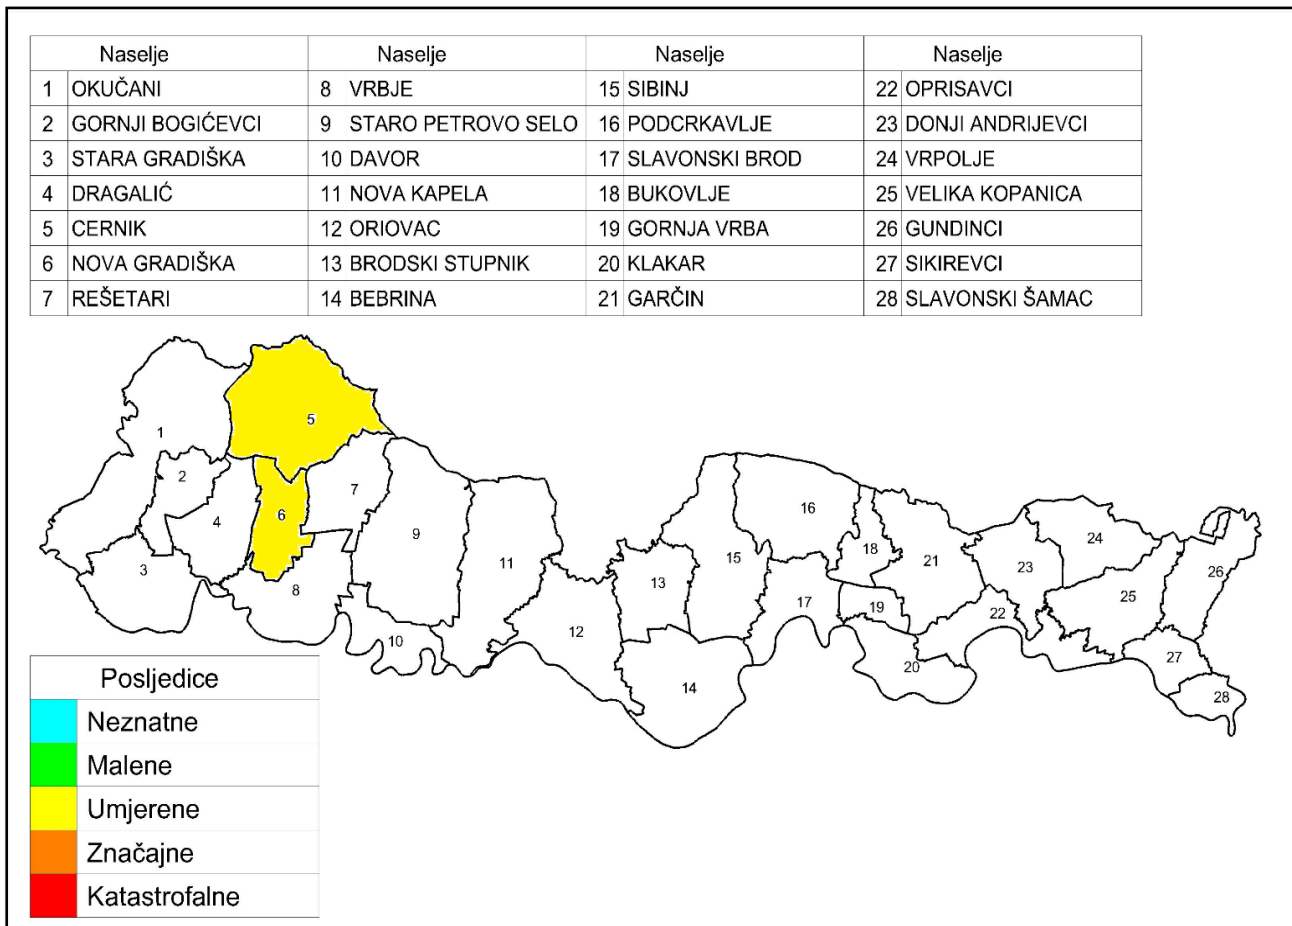 Naselje Naselje Naselje Naselje
1 OKUČANI 8 VRBJE 15 SIBINJ 22 OPRISAVCI
2 GORNJI BOGIĆEVCI 9 STARO PETROVO SELO 16 PODCRKAVLJE 23 DONJI ANDRIJEVCI
3 STARA GRADIŠKA 10 DAVOR 17 SLAVONSKI BROD 24 VRPOLJE
4 DRAGALIĆ 11 NOVA KAPELA 18 BUKOVLJE 25 VELIKA KOPANICA
5 CERNIK 12 ORIOVAC 19 GORNJA VRBA 26 GUNDINCI
6 NOVA GRADIŠKA 13 BRODSKI STUPNIK 20 KLAKAR 27 SIKIREVCI
7 REŠETARI 14 BEBRINA 21 GARČIN 28 SLAVONSKI ŠAMAC
5
1
2
7
6
4
16
9
24
18
15
21
11
23
3
26
13
8
25
17
19
22
12
10
27
20
14
28
Posljedice
Neznatne
Malene
Umjerene
Značajne
Katastrofalne